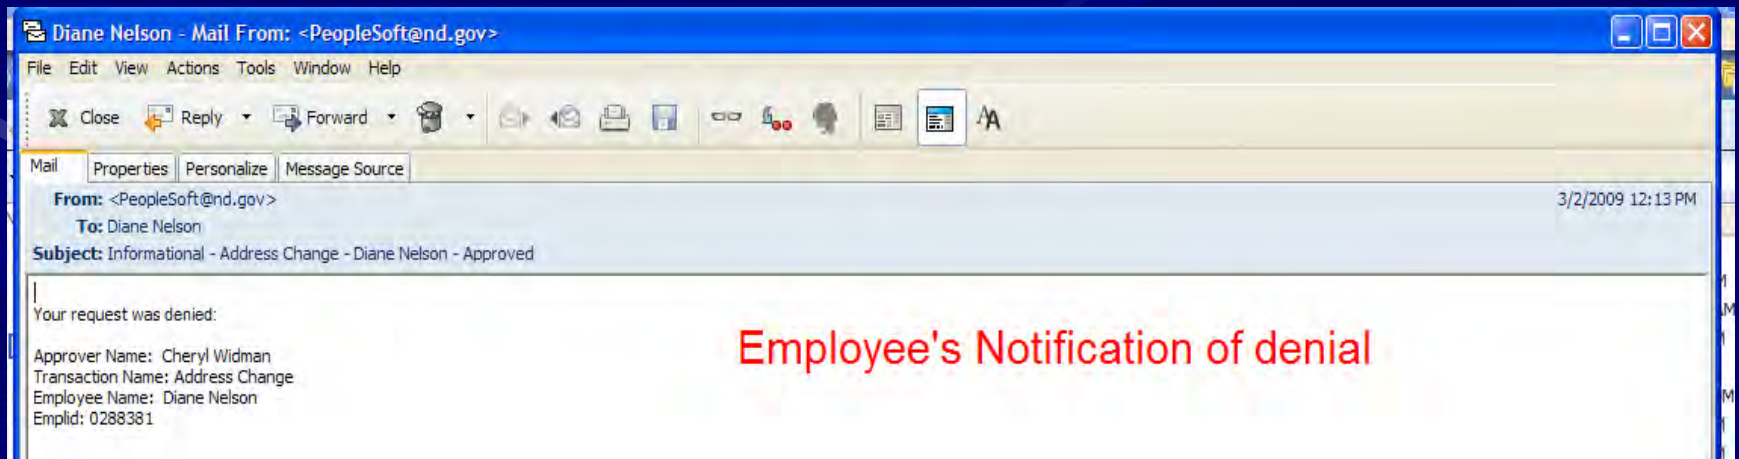 Diane Nelson - Mail From: <PeopleSoft@nd.gov>
File Edit View Actions Tools Window Help
Close Reply Forward
Mail Properties Personalize Message Source
From: <PeopleSoft@nd.gov> 3/2/2009 12:13 PM
To: Diane Nelson
Subject: Informational - Address Change - Diane Nelson - Approved
Your request was denied:
Employee's Notification of denial
Approver Name: Cheryl Widman
Transaction Name: Address Change
Employee Name: Diane Nelson
Emplid: 0288381